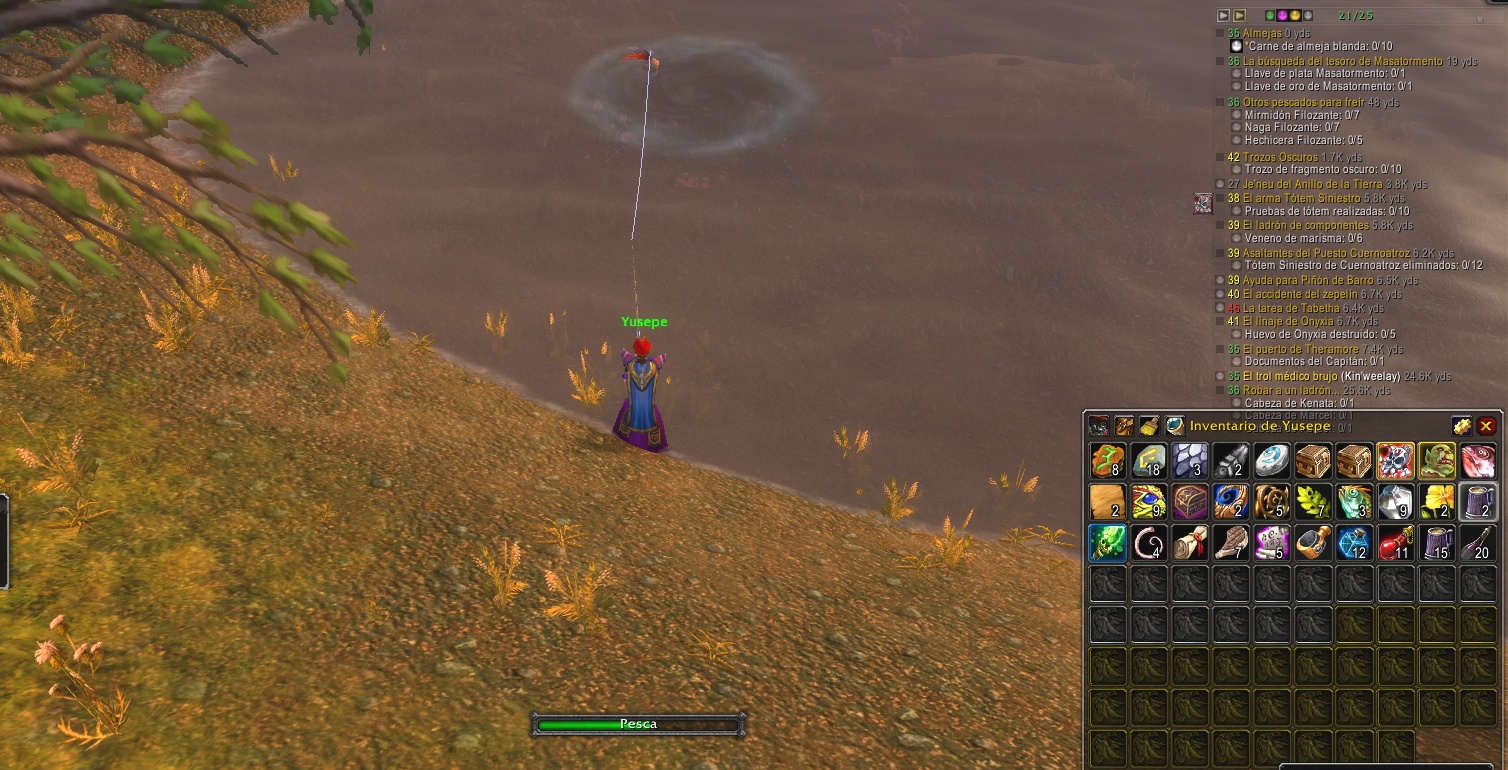 21/25
35 Almejas 0 yds
*Carne de almeja blanda: 0/10
36 La búsqueda del tesoro de Masatormento 19 yds
Llave de plata Masatormento: 0/1
Llave de oro de Masatormento: 0/1
36 Otros pescados para freír 48 yds
Mirmidón Filozante: 0/7
Naga Filozante: 0/7
Hechicera Filozante: 0/5
42 Trozos Oscuros 1.7K yds
Trozo de fragmento oscuro: 0/10
27 Je'neu del Anillo de la Tierra 3.8K yds
38 El arma Tótem Siniestro 5.8K yds
Pruebas de tótem realizadas: 0/10
39 El ladrón de componentes 5.8K yds
Veneno de marisma: 0/6
39 Asaltantes del Puesto Cuernoatroz 6.2K yds
Tótem Siniestro de Cuernoatroz eliminados: 0/12
39 Ayuda para Piñón de Barro 6.5K yds
40 El accidente del zepelín 6.7K yds
46 La tarea de Tabetha 6.4K yds
41 El linaje de Onyxia 6.7K yds
Huevo de Onyxia destruido: 0/5
35 El puerto de Theramore 7.4K yds
Documentos del Capitán: 0/1
35 El trol médico brujo (Kin'weelay) 24.6K yds
36 Robar a un ladrón... 25.6K yds
Cabeza de Kenata: 0/1
Cabeza de Marcel: 0/1
: 0/1
Yusepe
Inventario de Yusepe
8 18 3 2
2 9 2 5 7 3 9 2 2
4 7 5 12 11 15 20
Pesca